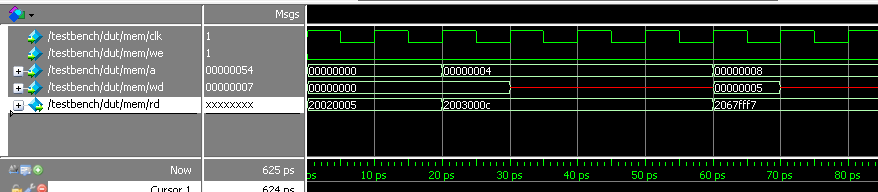 Msgs
/testbench/dut/mem/clk 1
/testbench/dut/mem/we 1
/testbench/dut/mem/a 00000054 00000000 00000004 00000008
/testbench/dut/mem/wd 00000007 00000000 00000005
/testbench/dut/mem/rd xxxxxxxx 20020005 2003000c 2067fff7
Now 625 ps 10 ps 20 ps 30 ps 40 ps 50 ps 60 ps 70 ps 80 ps
Cursor 1 624 ps